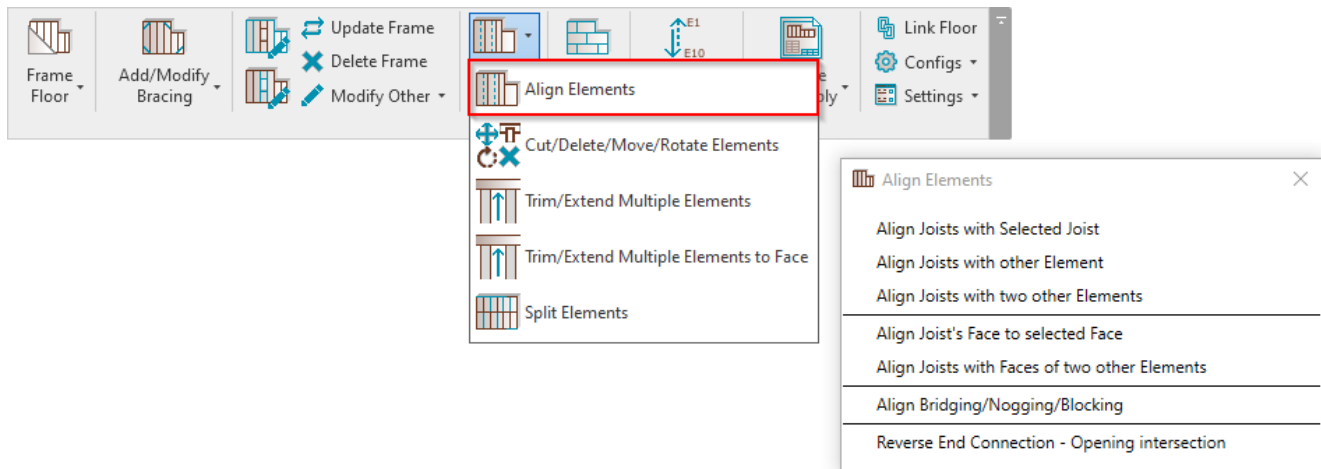 Frame
Floor
Add/Modify
Bracing
Update Frame
Delete Frame
Modify Other
E1
E10
e
ply
Link Floor
Configs
Settings
Align Elements
Cut/Delete/Move/Rotate Elements
Trim/Extend Multiple Elements
Trim/Extend Multiple Elements to Face
Split Elements
Align Elements
Align Joists with Selected Joist
Align Joists with other Element
Align Joists with two other Elements
Align Joist's Face to selected Face
Align Joists with Faces of two other Elements
Align Bridging/Nogging/Blocking
Reverse End Connection - Opening intersection